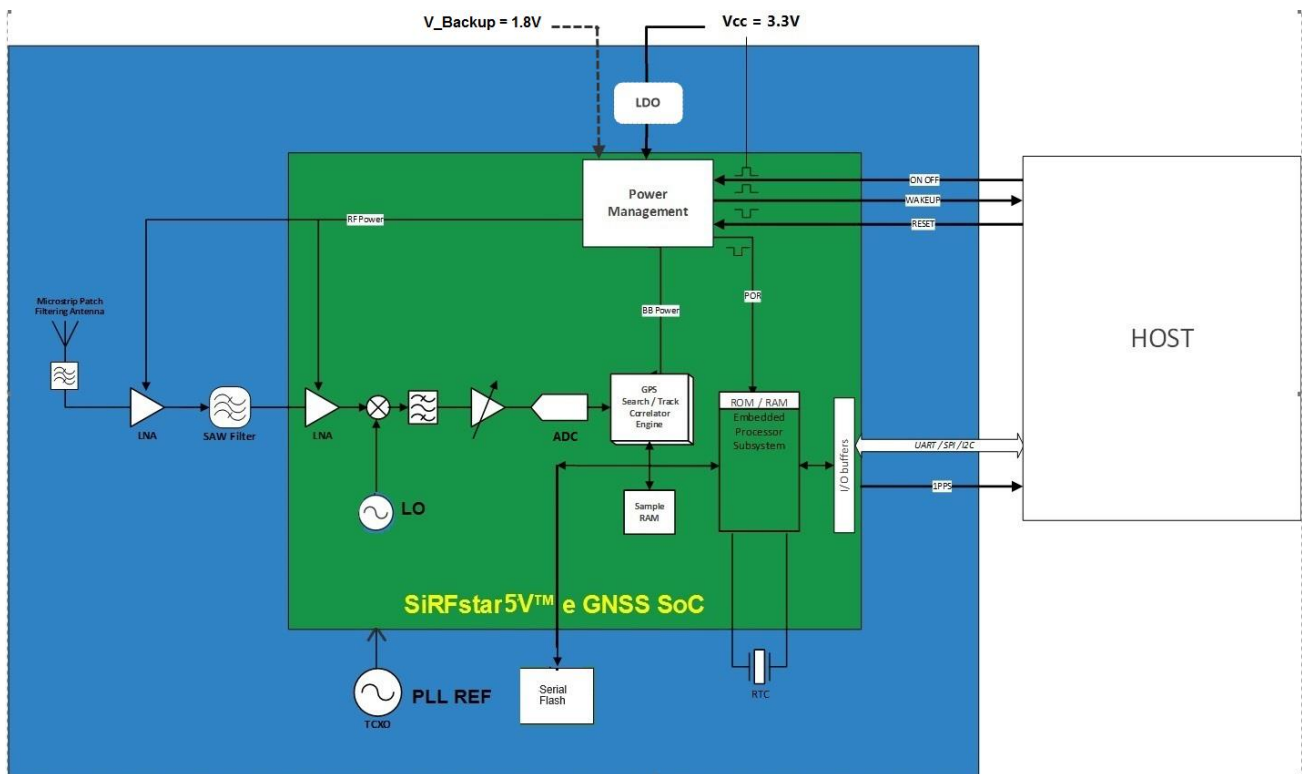 V_Backup = 1.8V
Vcc = 3.3V
LDO
Power
Management
ON OFF
WAKEUP
RESET
RF Power
BB Power
POR
Microstrip Patch
Filtering Antenna
LNA
SAW Filter
LNA
LO
ADC
GPS
Search / Track
Correlator
Engine
Sample
RAM
ROM / RAM
Embedded
Processor
Subsystem
I/O buffers
UART / SPI / I2C
1PPS
HOST
SiRFstar5V™ e GNSS SoC
PLL REF
TCXO
Serial
Flash
RTC